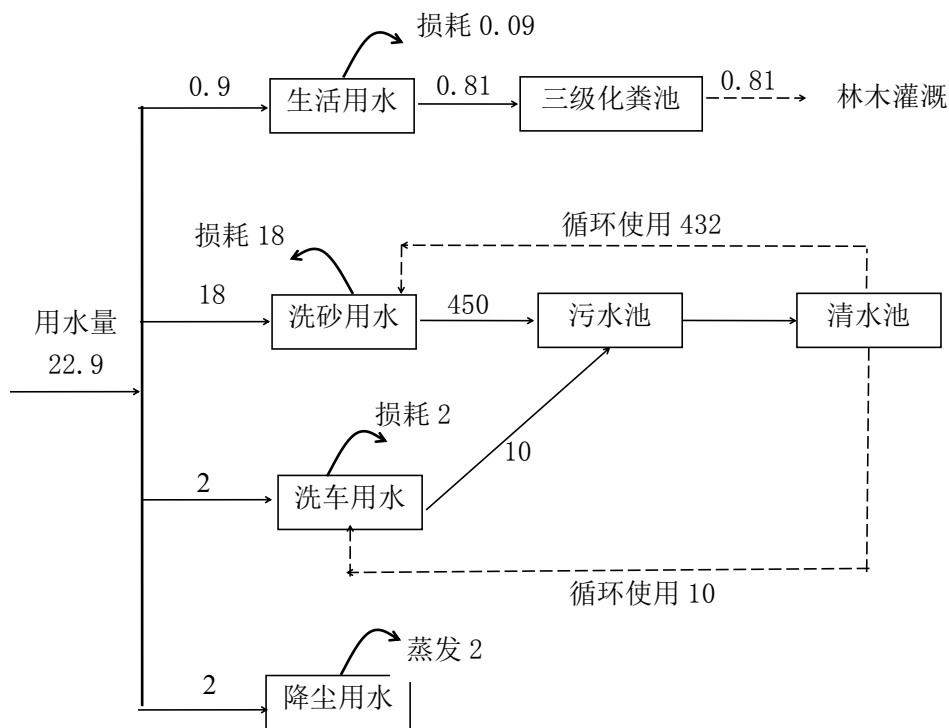 损耗 0.09
0.9
生活用水
0.81
三级化粪池
0.81
林木灌溉
循环使用 432
损耗 18
18
洗砂用水
450
污水池
清水池
用水量
22.9
损耗 2
10
2
洗车用水
循环使用 10
蒸发 2
2
降尘用水